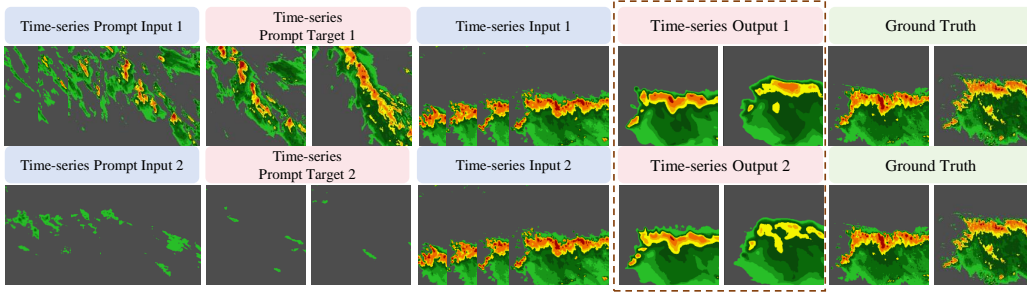 Time-series Prompt Input 1
Time-series
Prompt Target 1
Time-series Input 1
Time-series Output 1
Ground Truth
Time-series Prompt Input 2
Time-series
Prompt Target 2
Time-series Input 2
Time-series Output 2
Ground Truth